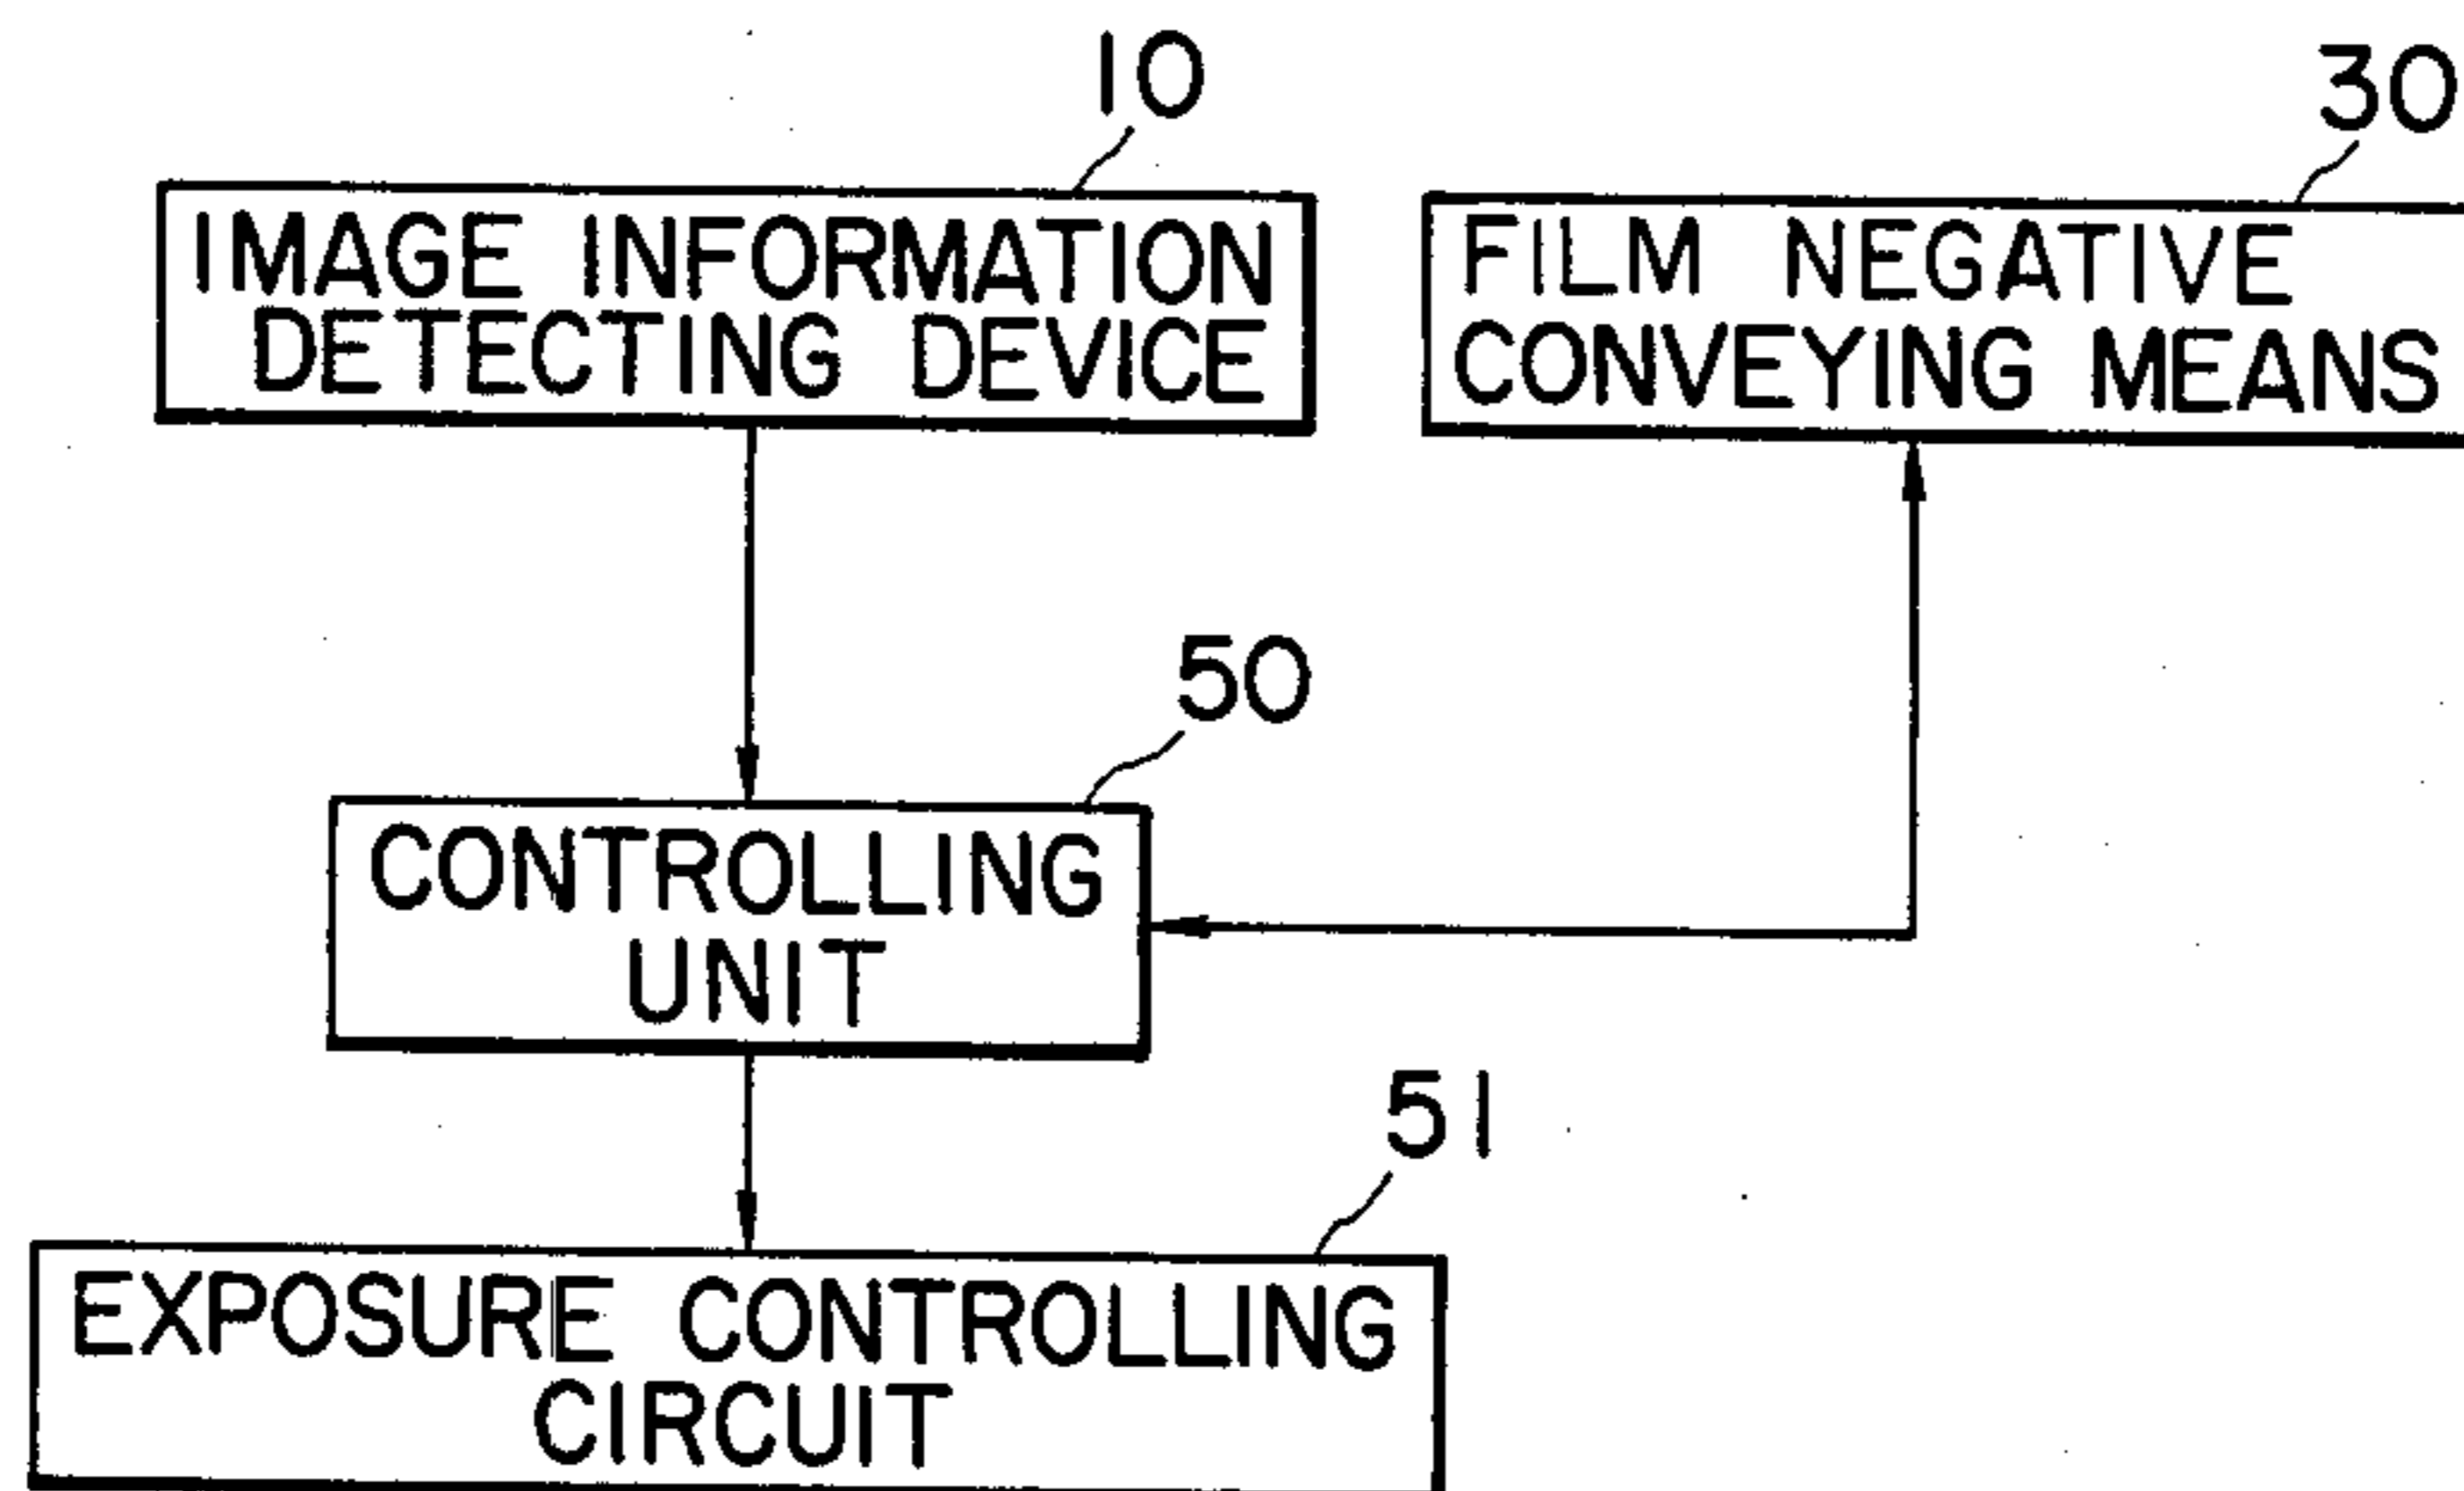 10
30
IMAGE INFORMATION
DETECTING DEVICE
FILM NEGATIVE
CONVEYING MEANS
50
CONTROLLING
UNIT
51
EXPOSURE CONTROLLING
CIRCUIT